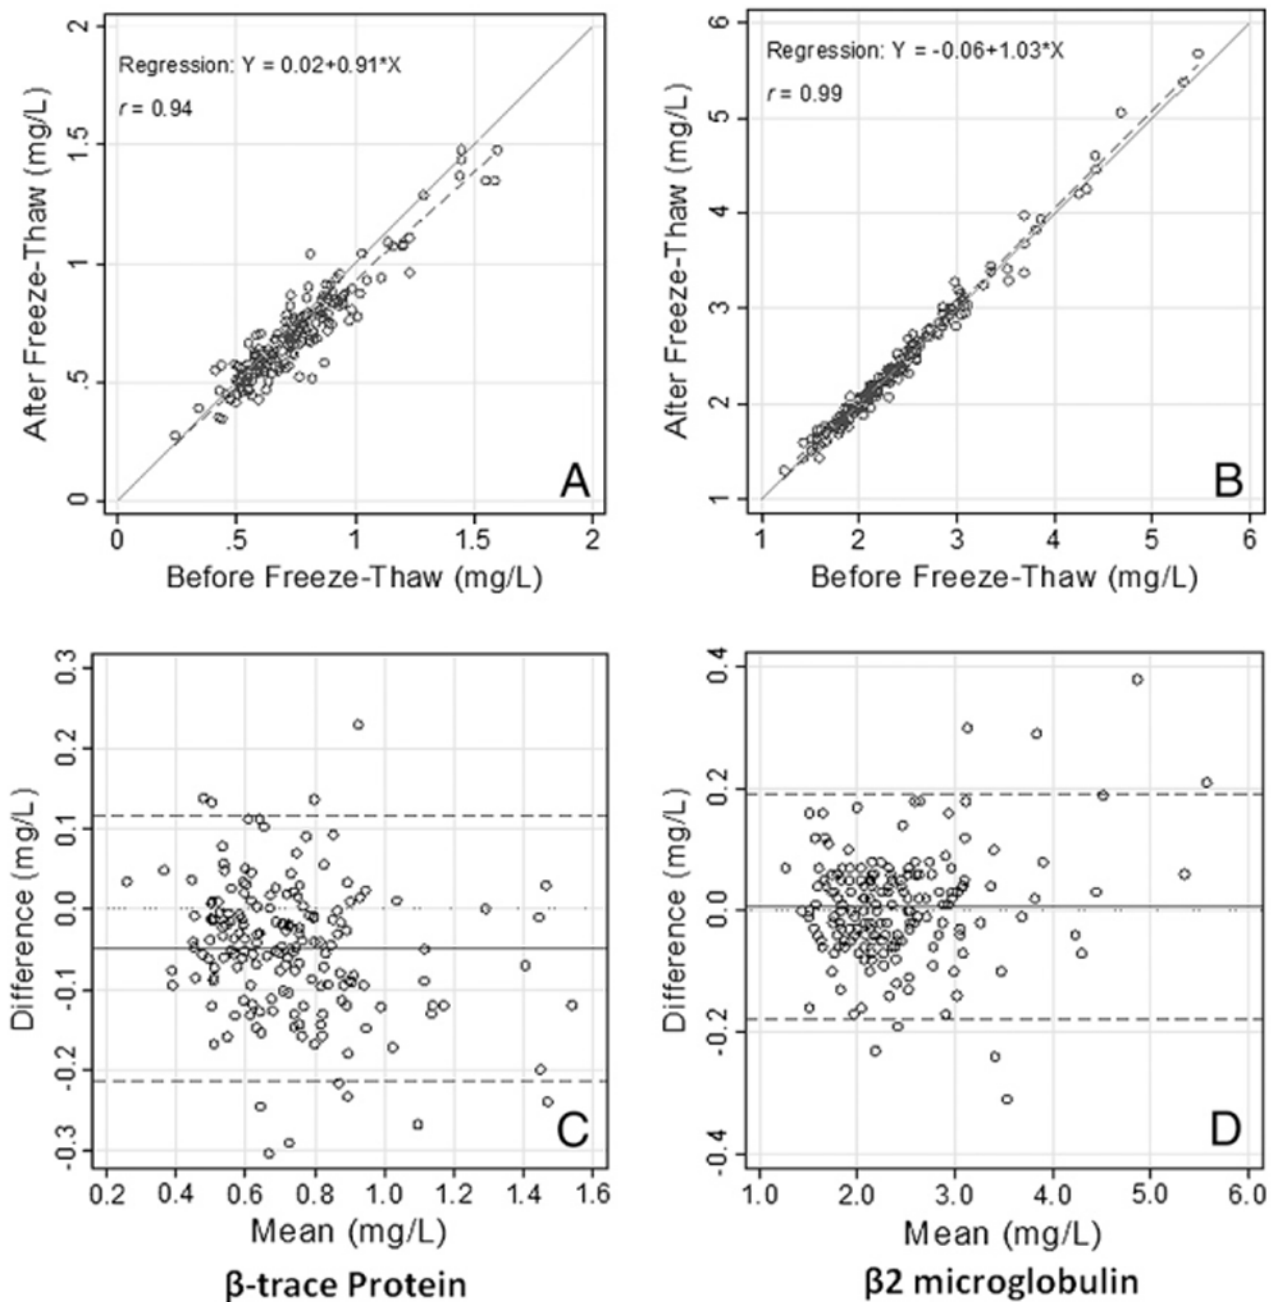 Regression: Y = 0.02+0.91*X
r = 0.94
After Freeze-Thaw (mg/L)
2
1.5
1
.5
0
A
0 .5 1 1.5 2
Before Freeze-Thaw (mg/L)
Regression: Y = -0.06+1.03*X
r = 0.99
After Freeze-Thaw (mg/L)
6
5
4
3
2
1
B
1 2 3 4 5 6
Before Freeze-Thaw (mg/L)
Difference (mg/L)
0.3
0.2
0.1
0.0
-0.1
-0.2
-0.3
C
0.2 0.4 0.6 0.8 1.0 1.2 1.4 1.6
Mean (mg/L)
β-trace Protein
Difference (mg/L)
0.4
0.2
0.0
-0.2
-0.4
D
1.0 2.0 3.0 4.0 5.0 6.0
Mean (mg/L)
β2 microglobulin